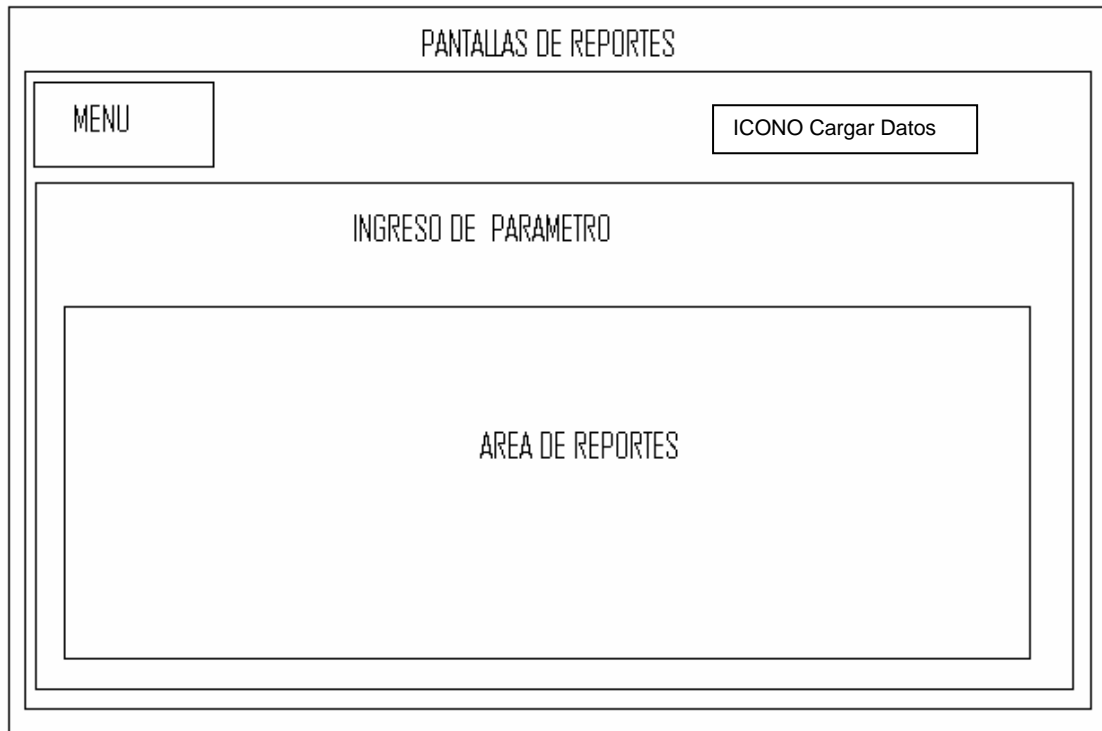 PANTALLAS DE REPORTES
MENU
ICONO Cargar Datos
INGRESO DE PARAMETRO
AREA DE REPORTES